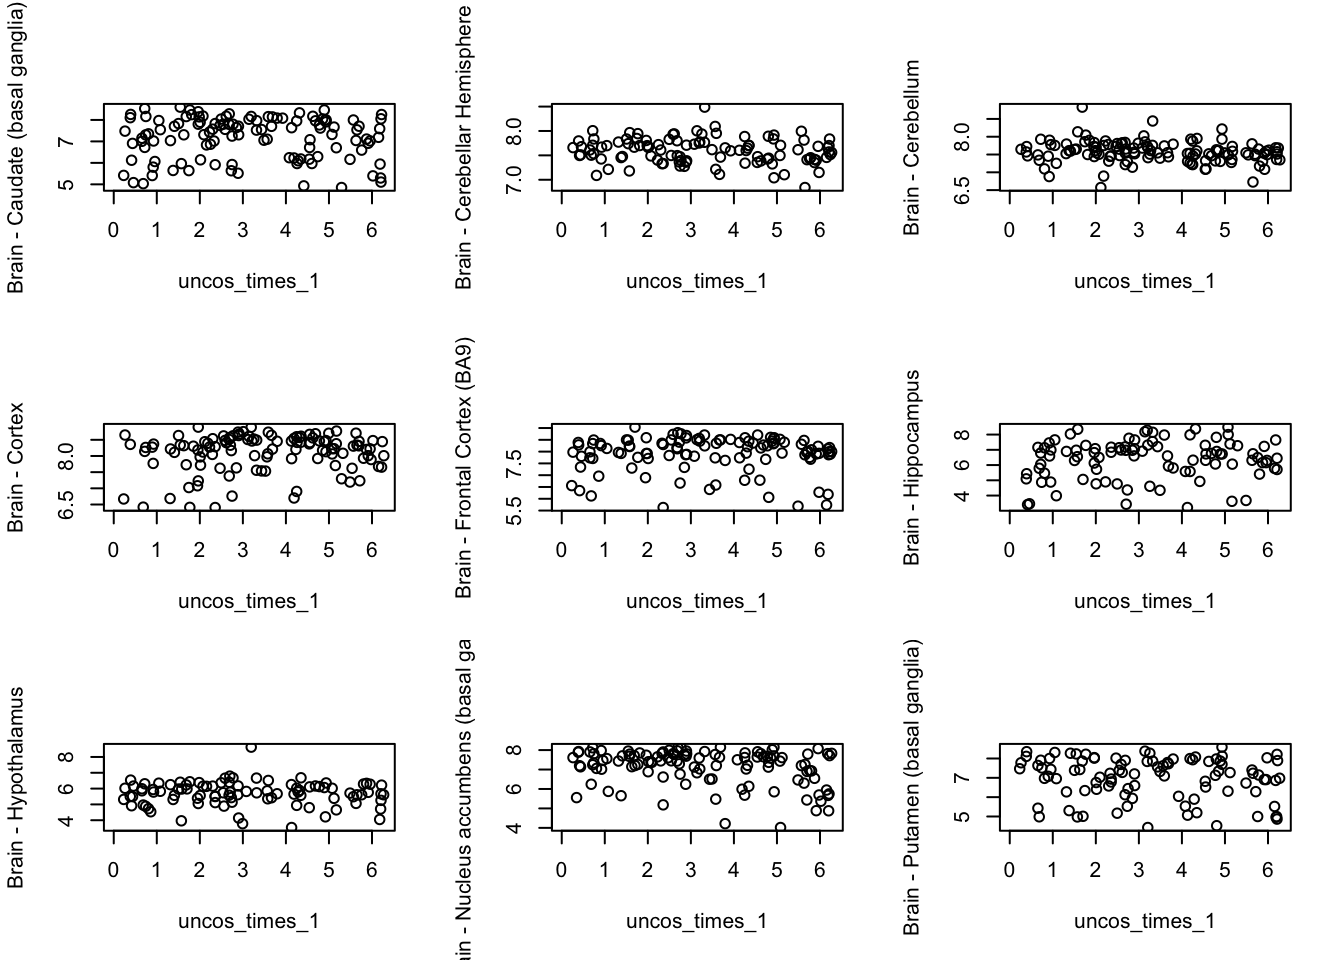 Brain - Caudate (basal ganglia)
5 7
0 1 2 3 4 5 6
uncos_times_1
Brain - Cerebellar Hemisphere
7.0 8.0
0 1 2 3 4 5 6
uncos_times_1
Brain - Cerebellum
6.5 8.0
0 1 2 3 4 5 6
uncos_times_1
Brain - Cortex
6.5 8.0
0 1 2 3 4 5 6
uncos_times_1
Brain - Frontal Cortex (BA9)
5.5 7.5
0 1 2 3 4 5 6
uncos_times_1
Brain - Hippocampus
4 6 8
0 1 2 3 4 5 6
uncos_times_1
Brain - Hypothalamus
4 6 8
0 1 2 3 4 5 6
uncos_times_1
ain - Nucleus accumbens (basal ga
4 6 8
0 1 2 3 4 5 6
uncos_times_1
Brain - Putamen (basal ganglia)
5 7
0 1 2 3 4 5 6
uncos_times_1